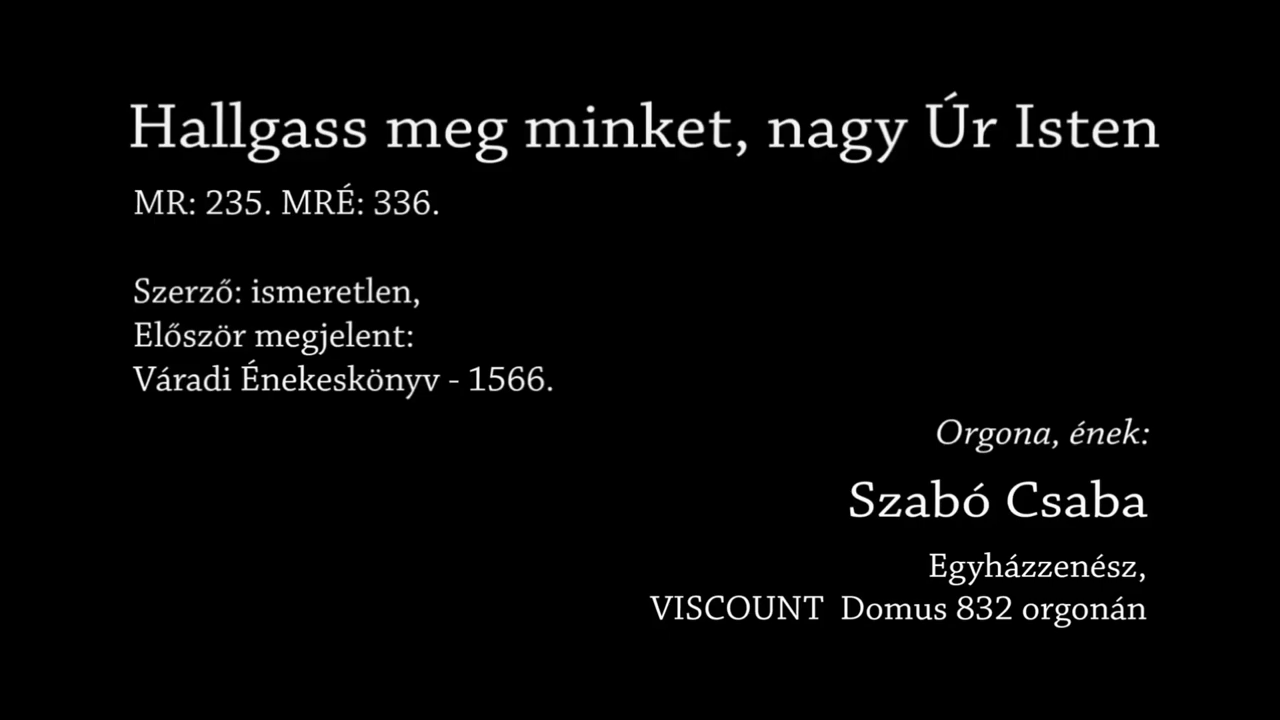 Hallgass meg minket, nagy Úr Isten
MR: 235. MRÉ: 336.
Szerző: ismeretlen,
Először megjelent:
Váradi Énekeskönyv - 1566.
Orgona, ének:
Szabó Csaba
Egyházzenész,
VISCOUNT Domus 832 orgonán